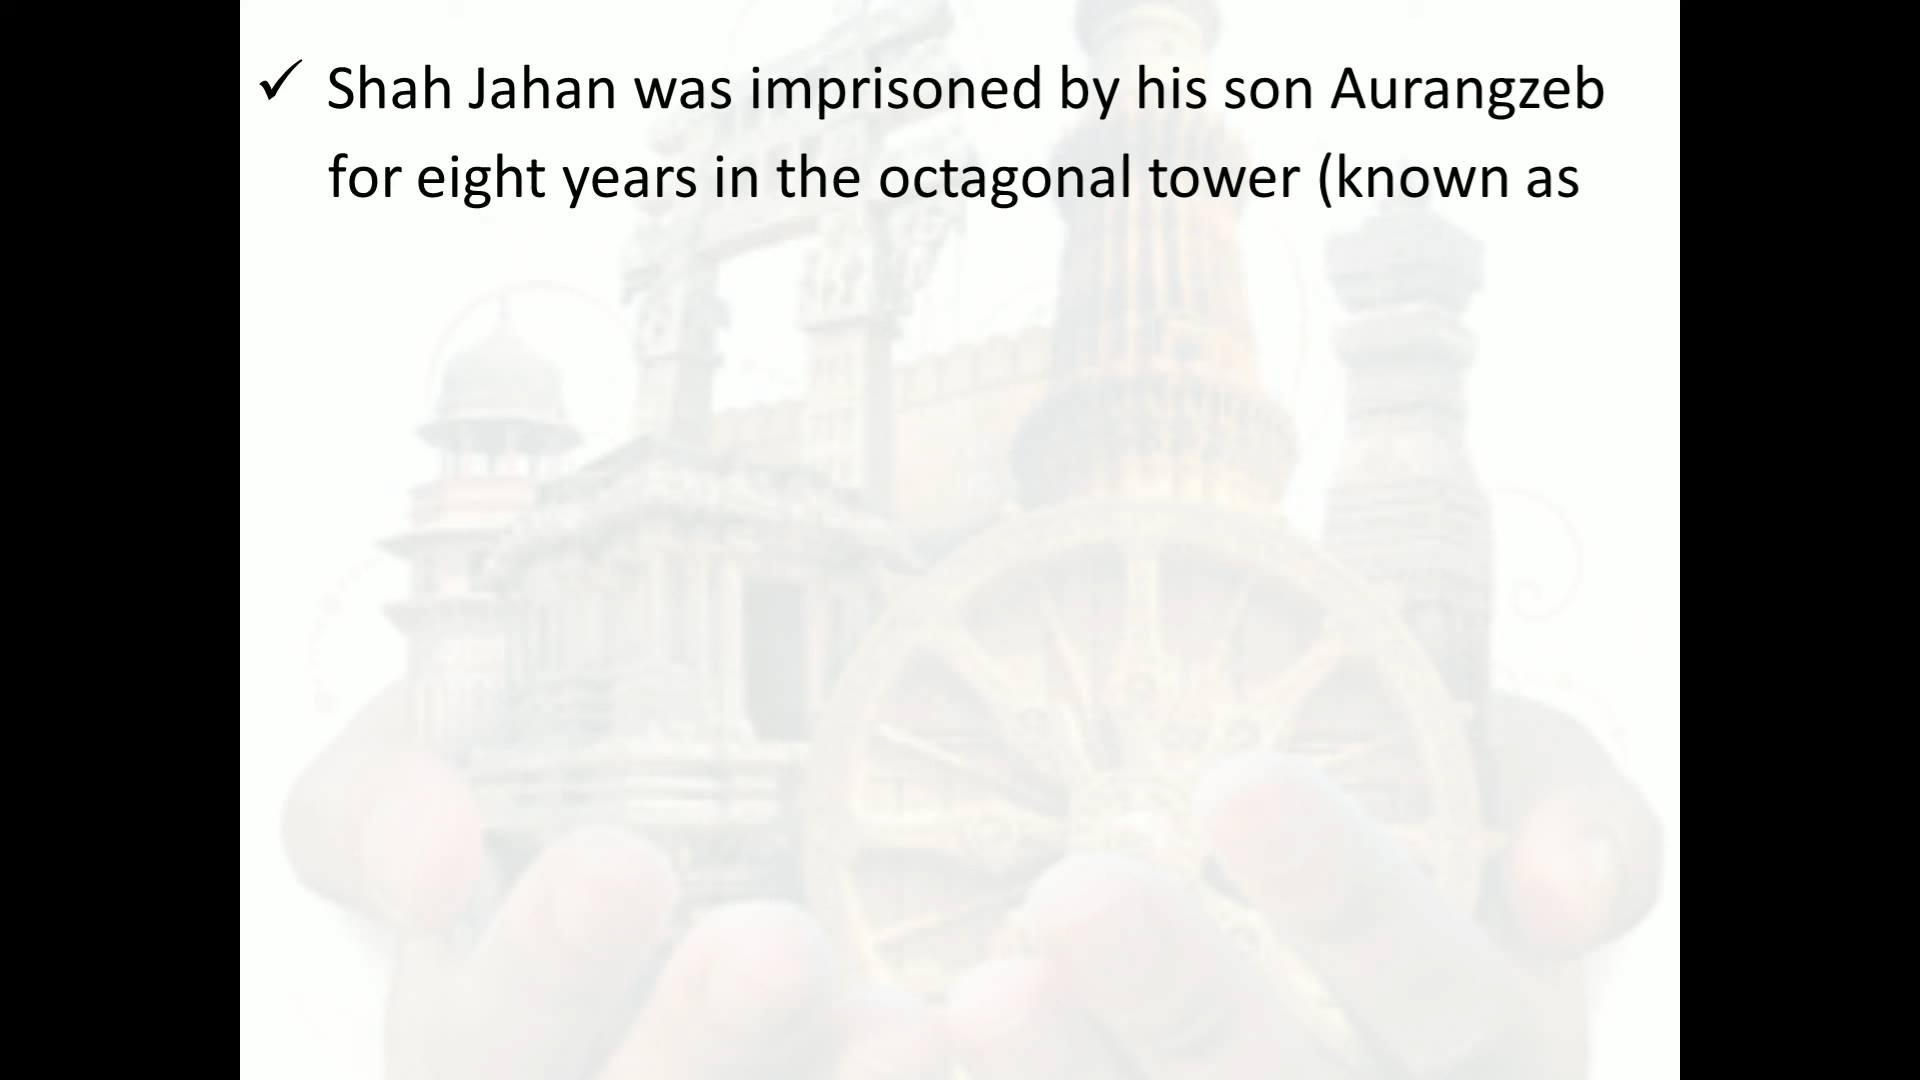 ✓ Shah Jahan was imprisoned by his son Aurangzeb
for eight years in the octagonal tower (known as